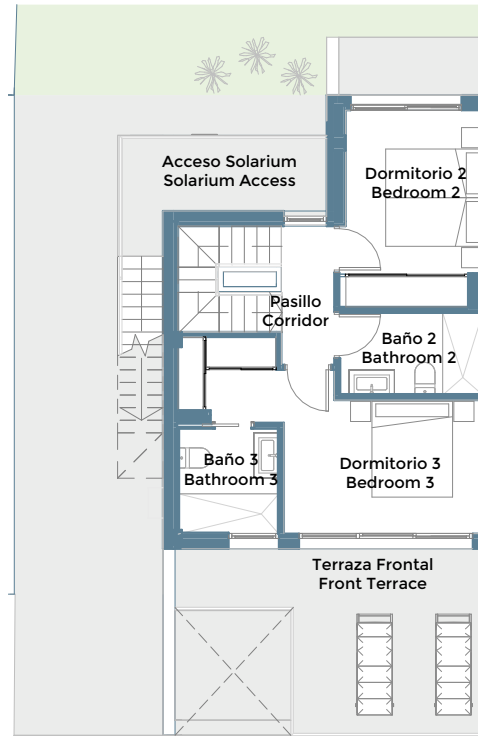 Acceso Solarium
Solarium Access
Dormitorio 2
Bedroom 2
Pasillo
Corridor
Baño 2
Bathroom 2
Baño 3
Bathroom 3
Dormitorio 3
Bedroom 3
Terraza Frontal
Front Terrace